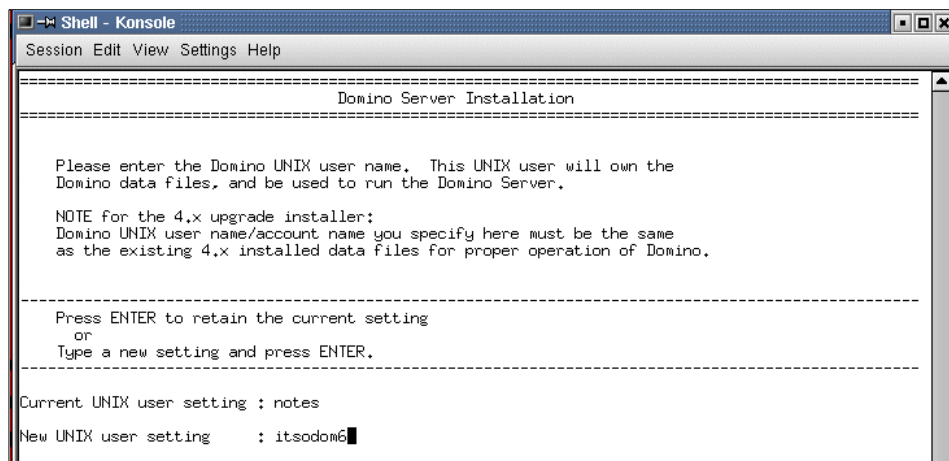 Shell - Konsole
Session Edit View Settings Help
================================================================================
Domino Server Installation
================================================================================
Please enter the Domino UNIX user name. This UNIX user will own the
Domino data files, and be used to run the Domino Server.
NOTE for the 4.x upgrade installer:
Domino UNIX user name/account name you specify here must be the same
as the existing 4.x installed data files for proper operation of Domino.
--------------------------------------------------------------------------------
Press ENTER to retain the current setting
or
Type a new setting and press ENTER.
--------------------------------------------------------------------------------
Current UNIX user setting : notes
New UNIX user setting : itsodom6